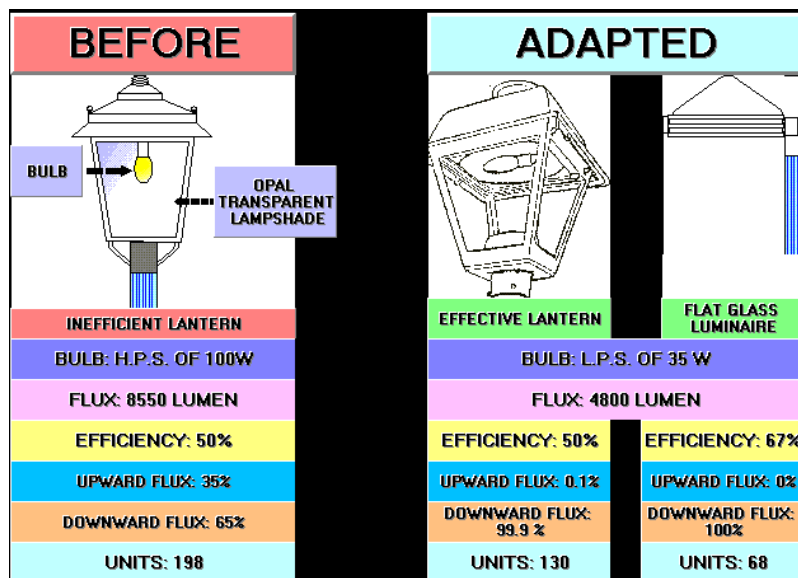 BEFORE
ADAPTED
BULB
OPAL
TRANSPARENT
LAMPSHADE
INEFFICIENT LANTERN
EFFECTIVE LANTERN
FLAT GLASS
LUMINAIRE
BULB: H.P.S. OF 100W
BULB: L.P.S. OF 35 W
FLUX: 8550 LUMEN
FLUX: 4800 LUMEN
EFFICIENCY: 50%
EFFICIENCY: 50%
EFFICIENCY: 67%
UPWARD FLUX: 35%
UPWARD FLUX: 0.1%
UPWARD FLUX: 0%
DOWNWARD FLUX: 65%
DOWNWARD FLUX:
99.9 %
DOWNWARD FLUX:
100%
UNITS: 198
UNITS: 130
UNITS: 68